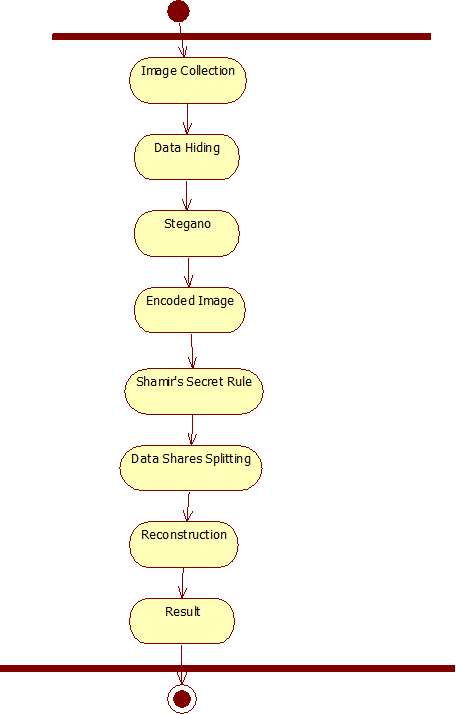 Image Collection
Data Hiding
Stegano
Encoded Image
Shamir's Secret Rule
Data Shares Splitting
Reconstruction
Result